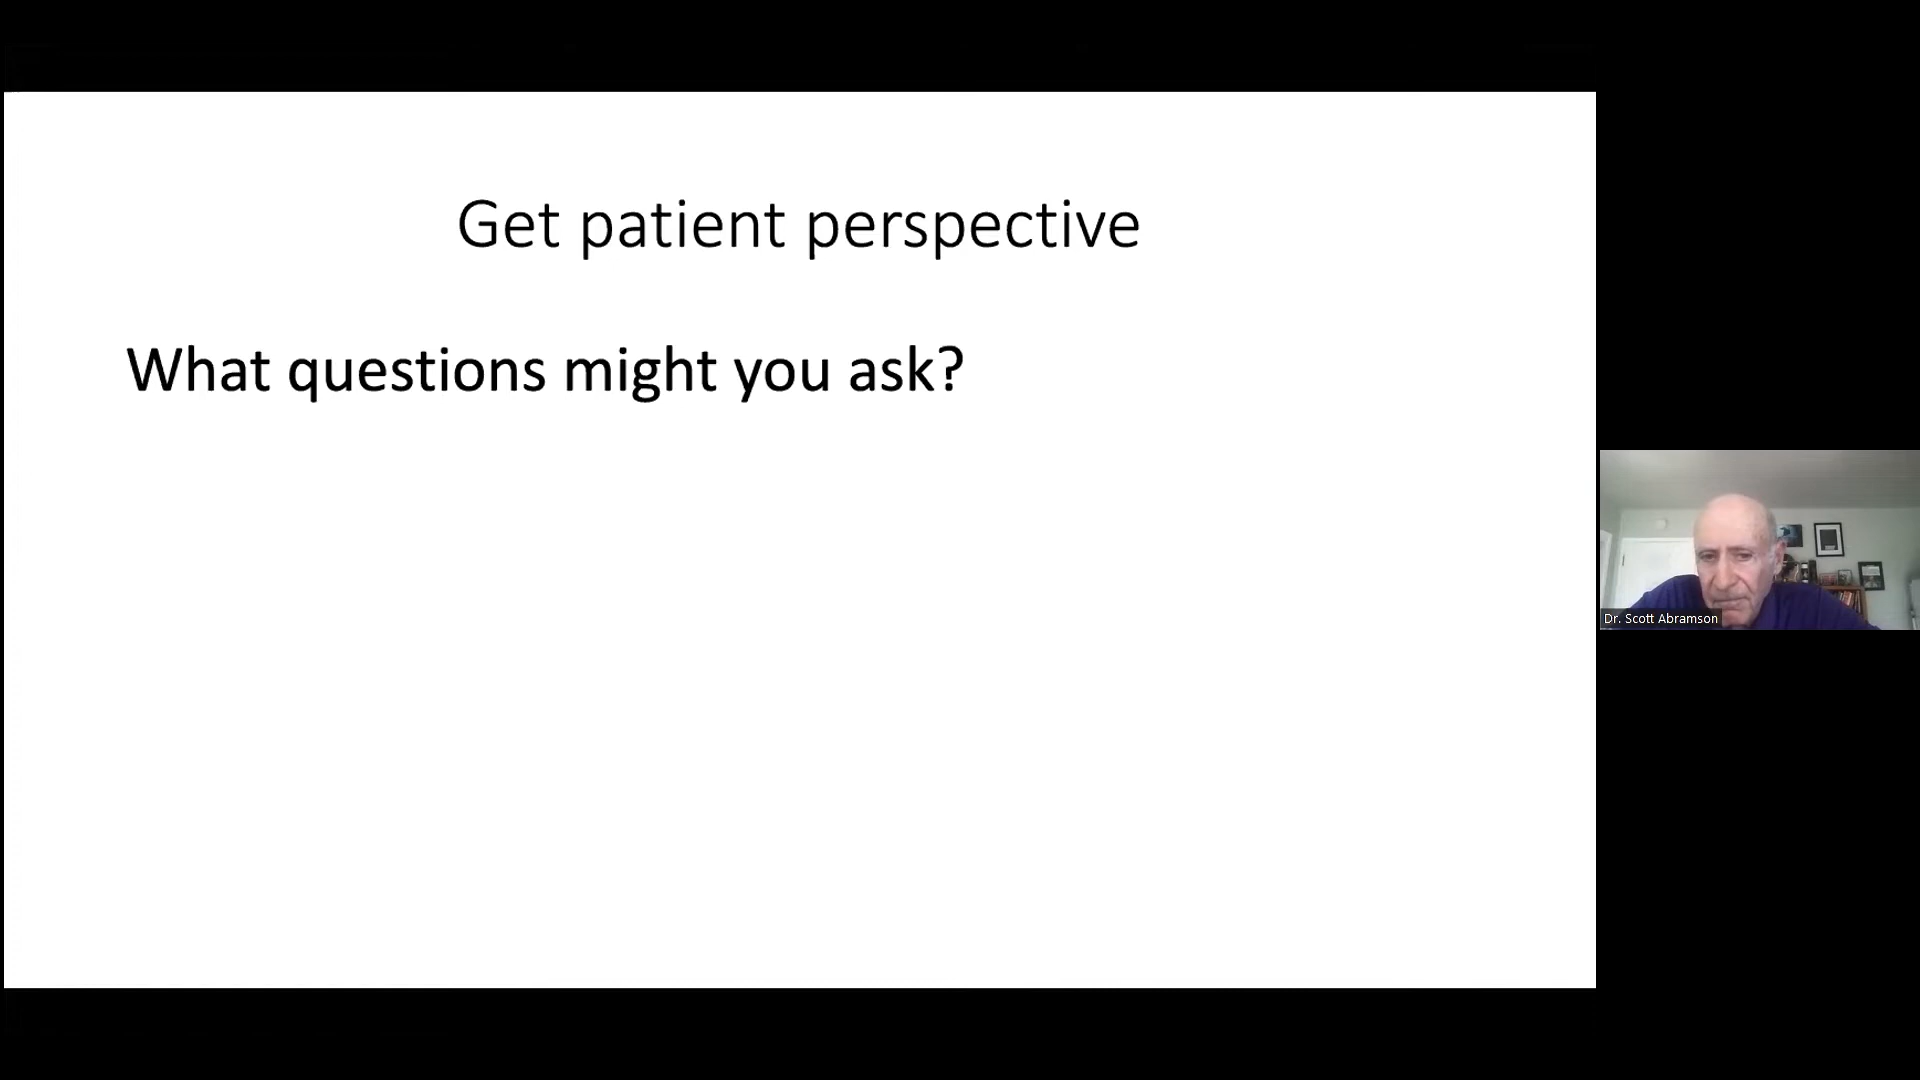 Get patient perspective
What questions might you ask?
Dr. Scott Abramson